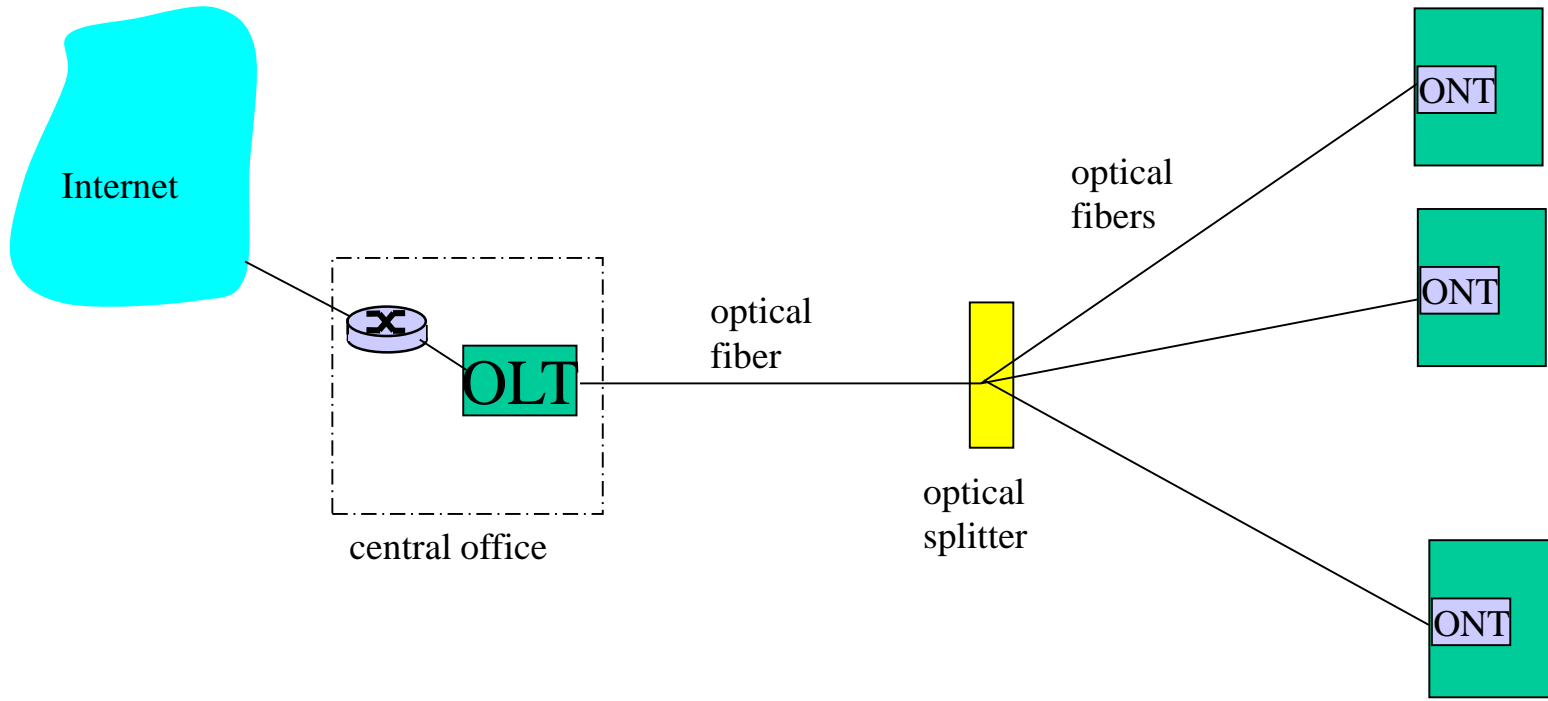 Internet
central office
OLT
optical
fiber
optical
splitter
optical
fibers
ONT
ONT
ONT